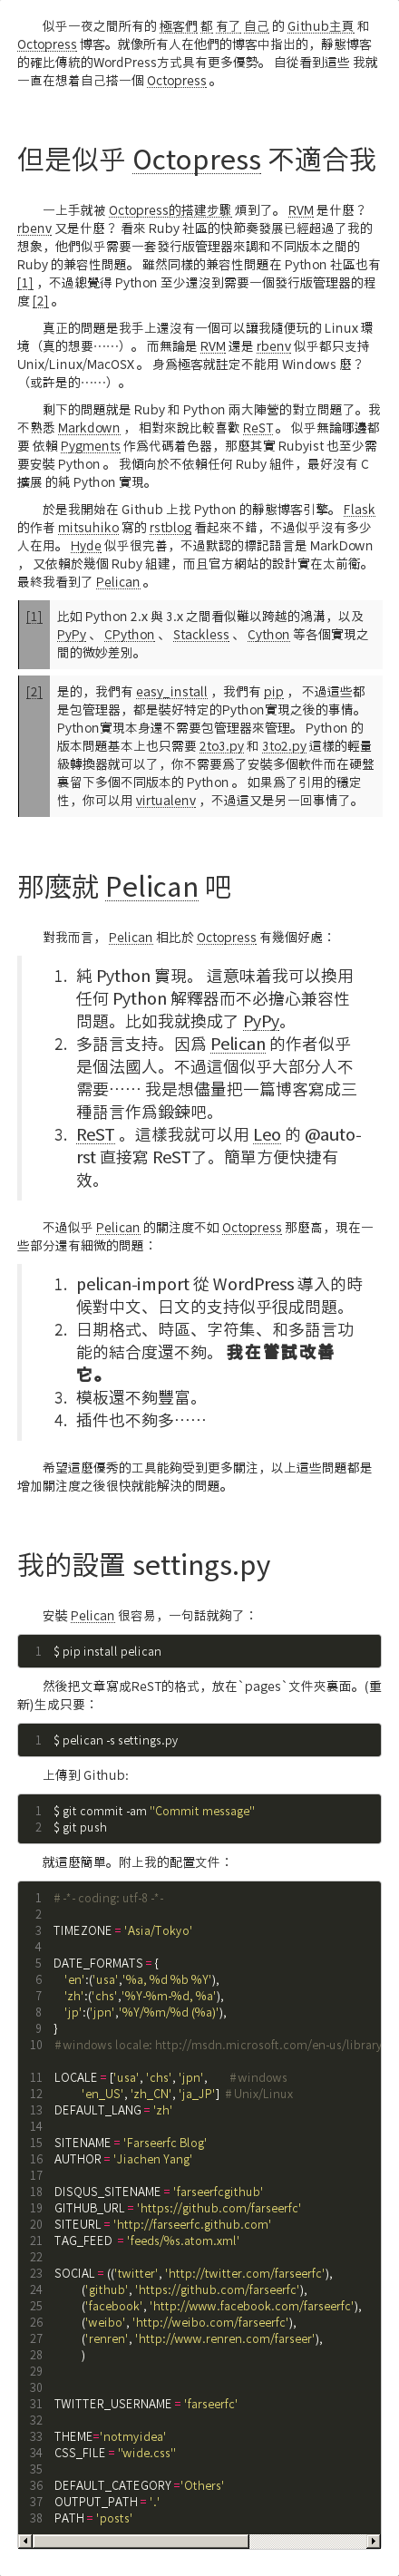 似乎一夜之間所有的 極客們 都 有了 自己 的 Github主頁 和
Octopress 博客。就像所有人在他們的博客中指出的，靜態博客
的確比傳統的WordPress方式具有更多優勢。 自從看到這些 我就
一直在想着自己搭一個 Octopress 。
但是似乎 Octopress 不適合我
一上手就被 Octopress的搭建步驟 煩到了。 RVM 是什麼？
rbenv 又是什麼？ 看來 Ruby 社區的快節奏發展已經超過了我的
想象，他們似乎需要一套發行版管理器來調和不同版本之間的
Ruby 的兼容性問題。 雖然同樣的兼容性問題在 Python 社區也有
[1] ，不過總覺得 Python 至少還沒到需要一個發行版管理器的程
度 [2] 。
真正的問題是我手上還沒有一個可以讓我隨便玩的 Linux 環
境（真的想要……）。 而無論是 RVM 還是 rbenv 似乎都只支持
Unix/Linux/MacOSX 。 身爲極客就註定不能用 Windows 麼？
（或許是的……）。
剩下的問題就是 Ruby 和 Python 兩大陣營的對立問題了。我
不熟悉 Markdown ， 相對來說比較喜歡 ReST 。 似乎無論哪邊都
要 依賴 Pygments 作爲代碼着色器，那麼其實 Rubyist 也至少需
要安裝 Python 。 我傾向於不依賴任何 Ruby 組件，最好沒有 C
擴展 的純 Python 實現。
於是我開始在 Github 上找 Python 的靜態博客引擎。 Flask
的作者 mitsuhiko 寫的 rstblog 看起來不錯，不過似乎沒有多少
人在用。 Hyde 似乎很完善，不過默認的標記語言是 MarkDown
， 又依賴於幾個 Ruby 組建，而且官方網站的設計實在太前衛。
最終我看到了 Pelican 。
[1] 比如 Python 2.x 與 3.x 之間看似難以跨越的鴻溝，以及
PyPy 、 CPython 、 Stackless 、 Cython 等各個實現之
間的微妙差別。
[2] 是的，我們有 easy_install ，我們有 pip ， 不過這些都
是包管理器，都是裝好特定的Python實現之後的事情。
Python實現本身還不需要包管理器來管理。 Python 的
版本問題基本上也只需要 2to3.py 和 3to2.py 這樣的輕量
級轉換器就可以了，你不需要爲了安裝多個軟件而在硬盤
裏留下多個不同版本的 Python 。 如果爲了引用的穩定
性，你可以用 virtualenv ，不過這又是另一回事情了。
那麼就 Pelican 吧
對我而言， Pelican 相比於 Octopress 有幾個好處：
1. 純 Python 實現。 這意味着我可以換用
任何 Python 解釋器而不必擔心兼容性
問題。比如我就換成了 PyPy。
2. 多語言支持。因爲 Pelican 的作者似乎
是個法國人。不過這個似乎大部分人不
需要…… 我是想儘量把一篇博客寫成三
種語言作爲鍛鍊吧。
3. ReST 。這樣我就可以用 Leo 的 @auto-
rst 直接寫 ReST了。簡單方便快捷有
效。
不過似乎 Pelican 的關注度不如 Octopress 那麼高，現在一
些部分還有細微的問題：
1. pelican-import 從 WordPress 導入的時
候對中文、日文的支持似乎很成問題。
2. 日期格式、時區、字符集、和多語言功
能的結合度還不夠。 我在嘗試改善
它。
3. 模板還不夠豐富。
4. 插件也不夠多……
希望這麼優秀的工具能夠受到更多關注，以上這些問題都是
增加關注度之後很快就能解決的問題。
我的設置 settings.py
安裝 Pelican 很容易，一句話就夠了：
1 $ pip install pelican
然後把文章寫成ReST的格式，放在`pages`文件夾裏面。(重
新)生成只要：
1 $ pelican -s settings.py
上傳到 Github:
1 $ git commit -am "Commit message"
2 $ git push
就這麼簡單。附上我的配置文件：
1 # -*- coding: utf-8 -*-
2
3 TIMEZONE = 'Asia/Tokyo'
4
5 DATE_FORMATS = {
6 'en':('usa','%a, %d %b %Y'),
7 'zh':('chs','%Y-%m-%d, %a'),
8 'jp':('jpn','%Y/%m/%d (%a)'),
9 }
10 # windows locale: http://msdn.microsoft.com/en-us/library
11 LOCALE = ['usa', 'chs', 'jpn', # windows
12 'en_US', 'zh_CN', 'ja_JP'] # Unix/Linux
13 DEFAULT_LANG = 'zh'
14
15 SITENAME = 'Farseerfc Blog'
16 AUTHOR = 'Jiachen Yang'
17
18 DISQUS_SITENAME = 'farseerfcgithub'
19 GITHUB_URL = 'https://github.com/farseerfc'
20 SITEURL = 'http://farseerfc.github.com'
21 TAG_FEED = 'feeds/%s.atom.xml'
22
23 SOCIAL = (('twitter', 'http://twitter.com/farseerfc'),
24 ('github', 'https://github.com/farseerfc'),
25 ('facebook', 'http://www.facebook.com/farseerfc'),
26 ('weibo', 'http://weibo.com/farseerfc'),
27 ('renren', 'http://www.renren.com/farseer'),
28 )
29
30
31 TWITTER_USERNAME = 'farseerfc'
32
33 THEME='notmyidea'
34 CSS_FILE = "wide.css"
35
36 DEFAULT_CATEGORY ='Others'
37 OUTPUT_PATH = '.'
38 PATH = 'posts'